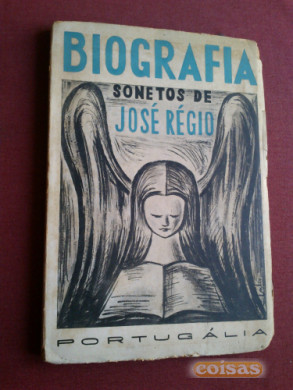 BIOGRAFIA
SONETOS DE
JOSÉ RÉGIO
PORTUGÁLIA
coisas